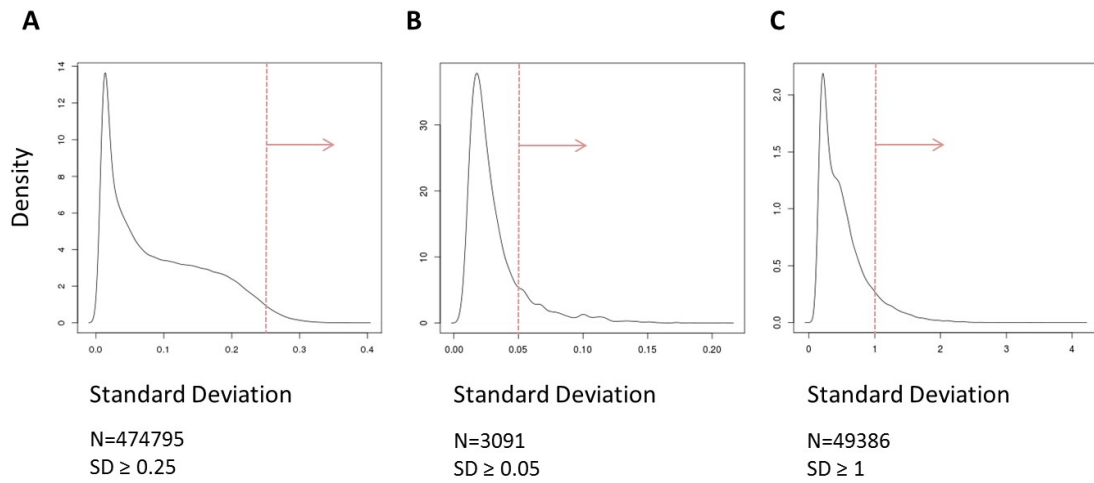 A
B
C
Density
14
12
10
8
6
4
2
0
0.0 0.1 0.2 0.3 0.4
30
20
10
0
0.00 0.05 0.10 0.15 0.20
2.0
1.5
1.0
0.5
0.0
0 1 2 3 4
Standard Deviation
N=474795
SD ≥ 0.25
Standard Deviation
N=3091
SD ≥ 0.05
Standard Deviation
N=49386
SD ≥ 1